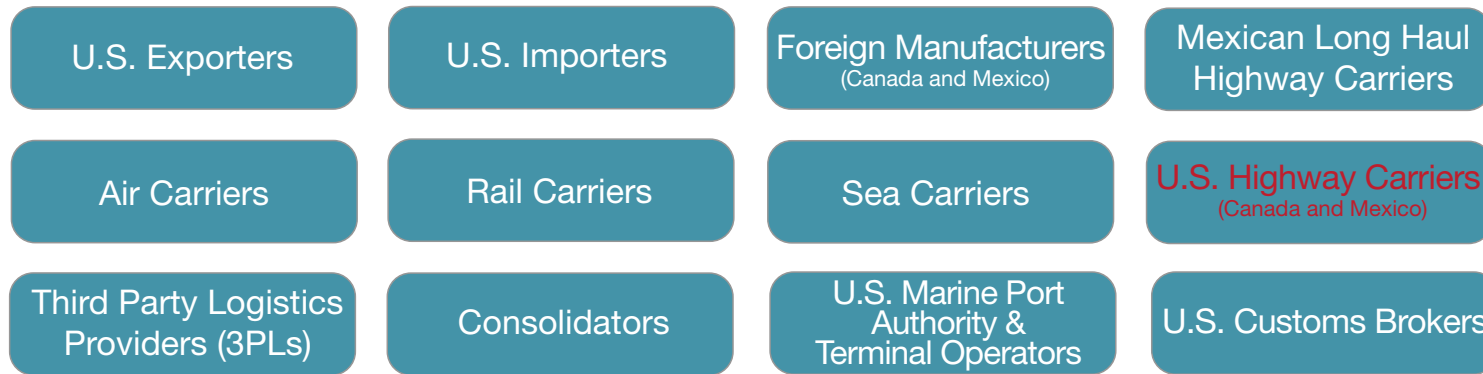 U.S. Exporters
U.S. Importers
Foreign Manufacturers
(Canada and Mexico)
Mexican Long Haul
Highway Carriers
Air Carriers
Rail Carriers
Sea Carriers
U.S. Highway Carriers
(Canada and Mexico)
Third Party Logistics
Providers (3PLs)
Consolidators
U.S. Marine Port
Authority &
Terminal Operators
U.S. Customs Brokers